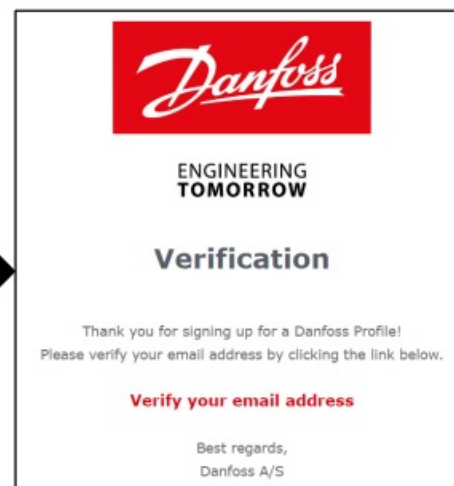 Danfoss
ENGINEERING
TOMORROW
Verification
Thank you for signing up for a Danfoss Profile!
Please verify your email address by clicking the link below.
Verify your email address
Best regards,
Danfoss A/S